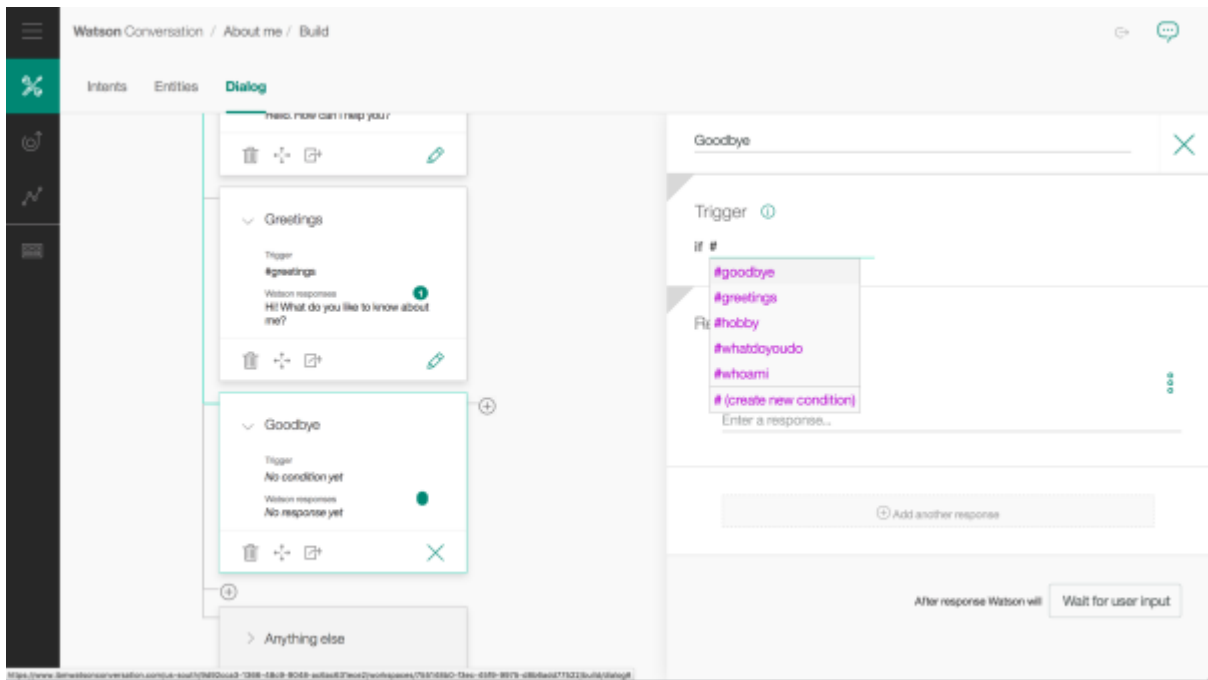 Watson Conversation / About me / Build
Intents Entities Dialog
Hello. How can I help you?
Greetings
Trigger
#greetings
Watson responses
1
Hi! What do you like to know about
me?
Goodbye
Trigger
No condition yet
Watson responses
No response yet
Anything else
Goodbye
Trigger
if #
#goodbye
#greetings
#hobby
#whatdoyoudo
#whoami
# (create new condition)
Enter a response...
Add another response
After response Watson will Wait for user input